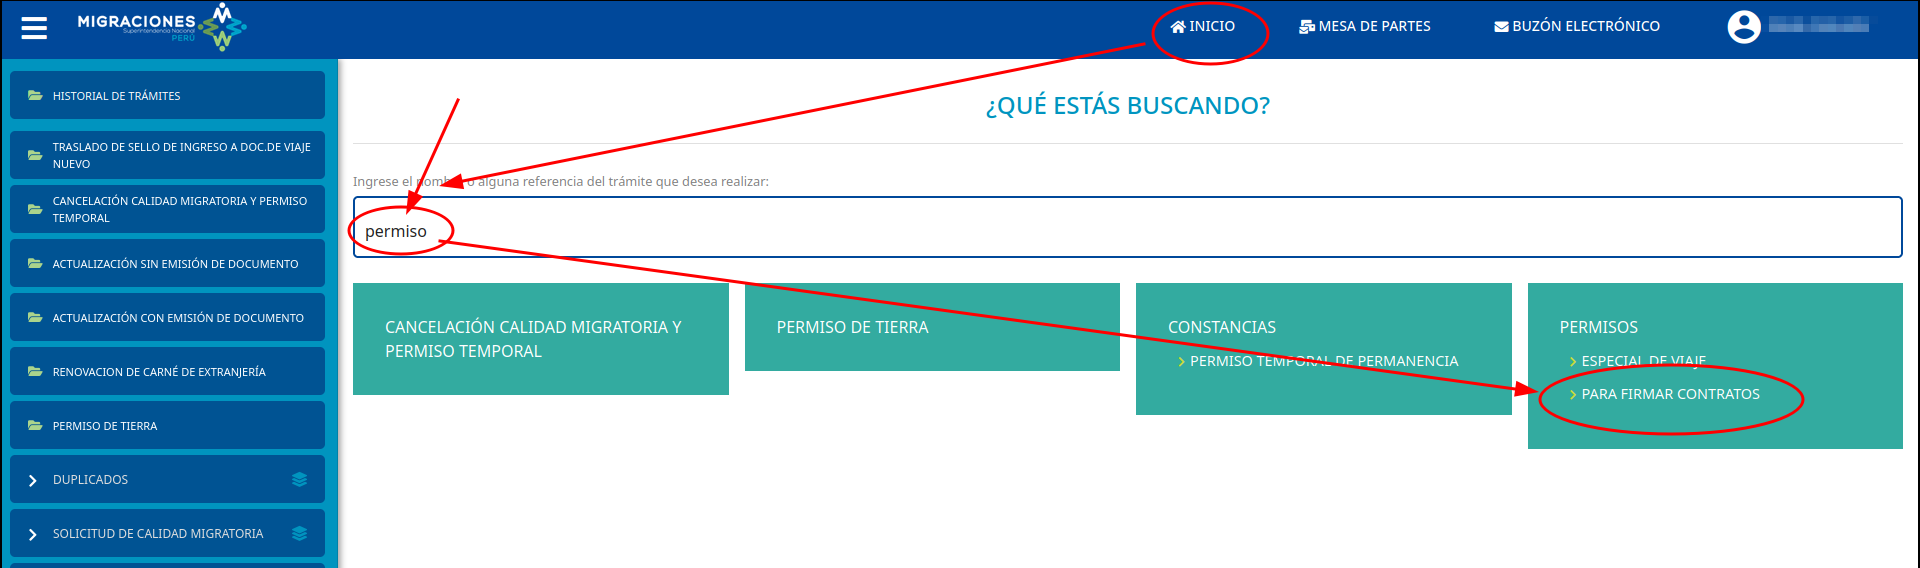 MIGRACIONES
Superintendencia Nacional
PERÚ
INICIO
MESA DE PARTES
BUZÓN ELECTRÓNICO
HISTORIAL DE TRÁMITES
TRASLADO DE SELLO DE INGRESO A DOC.DE VIAJE
NUEVO
CANCELACIÓN CALIDAD MIGRATORIA Y PERMISO
TEMPORAL
ACTUALIZACIÓN SIN EMISIÓN DE DOCUMENTO
ACTUALIZACIÓN CON EMISIÓN DE DOCUMENTO
RENOVACION DE CARNÉ DE EXTRANJERÍA
PERMISO DE TIERRA
DUPLICADOS
SOLICITUD DE CALIDAD MIGRATORIA
¿QUÉ ESTÁS BUSCANDO?
Ingrese el nombre o alguna referencia del trámite que desea realizar:
permiso
CANCELACIÓN CALIDAD MIGRATORIA Y
PERMISO TEMPORAL
PERMISO DE TIERRA
CONSTANCIAS
PERMISO TEMPORAL DE PERMANENCIA
PERMISOS
ESPECIAL DE VIAJE
PARA FIRMAR CONTRATOS